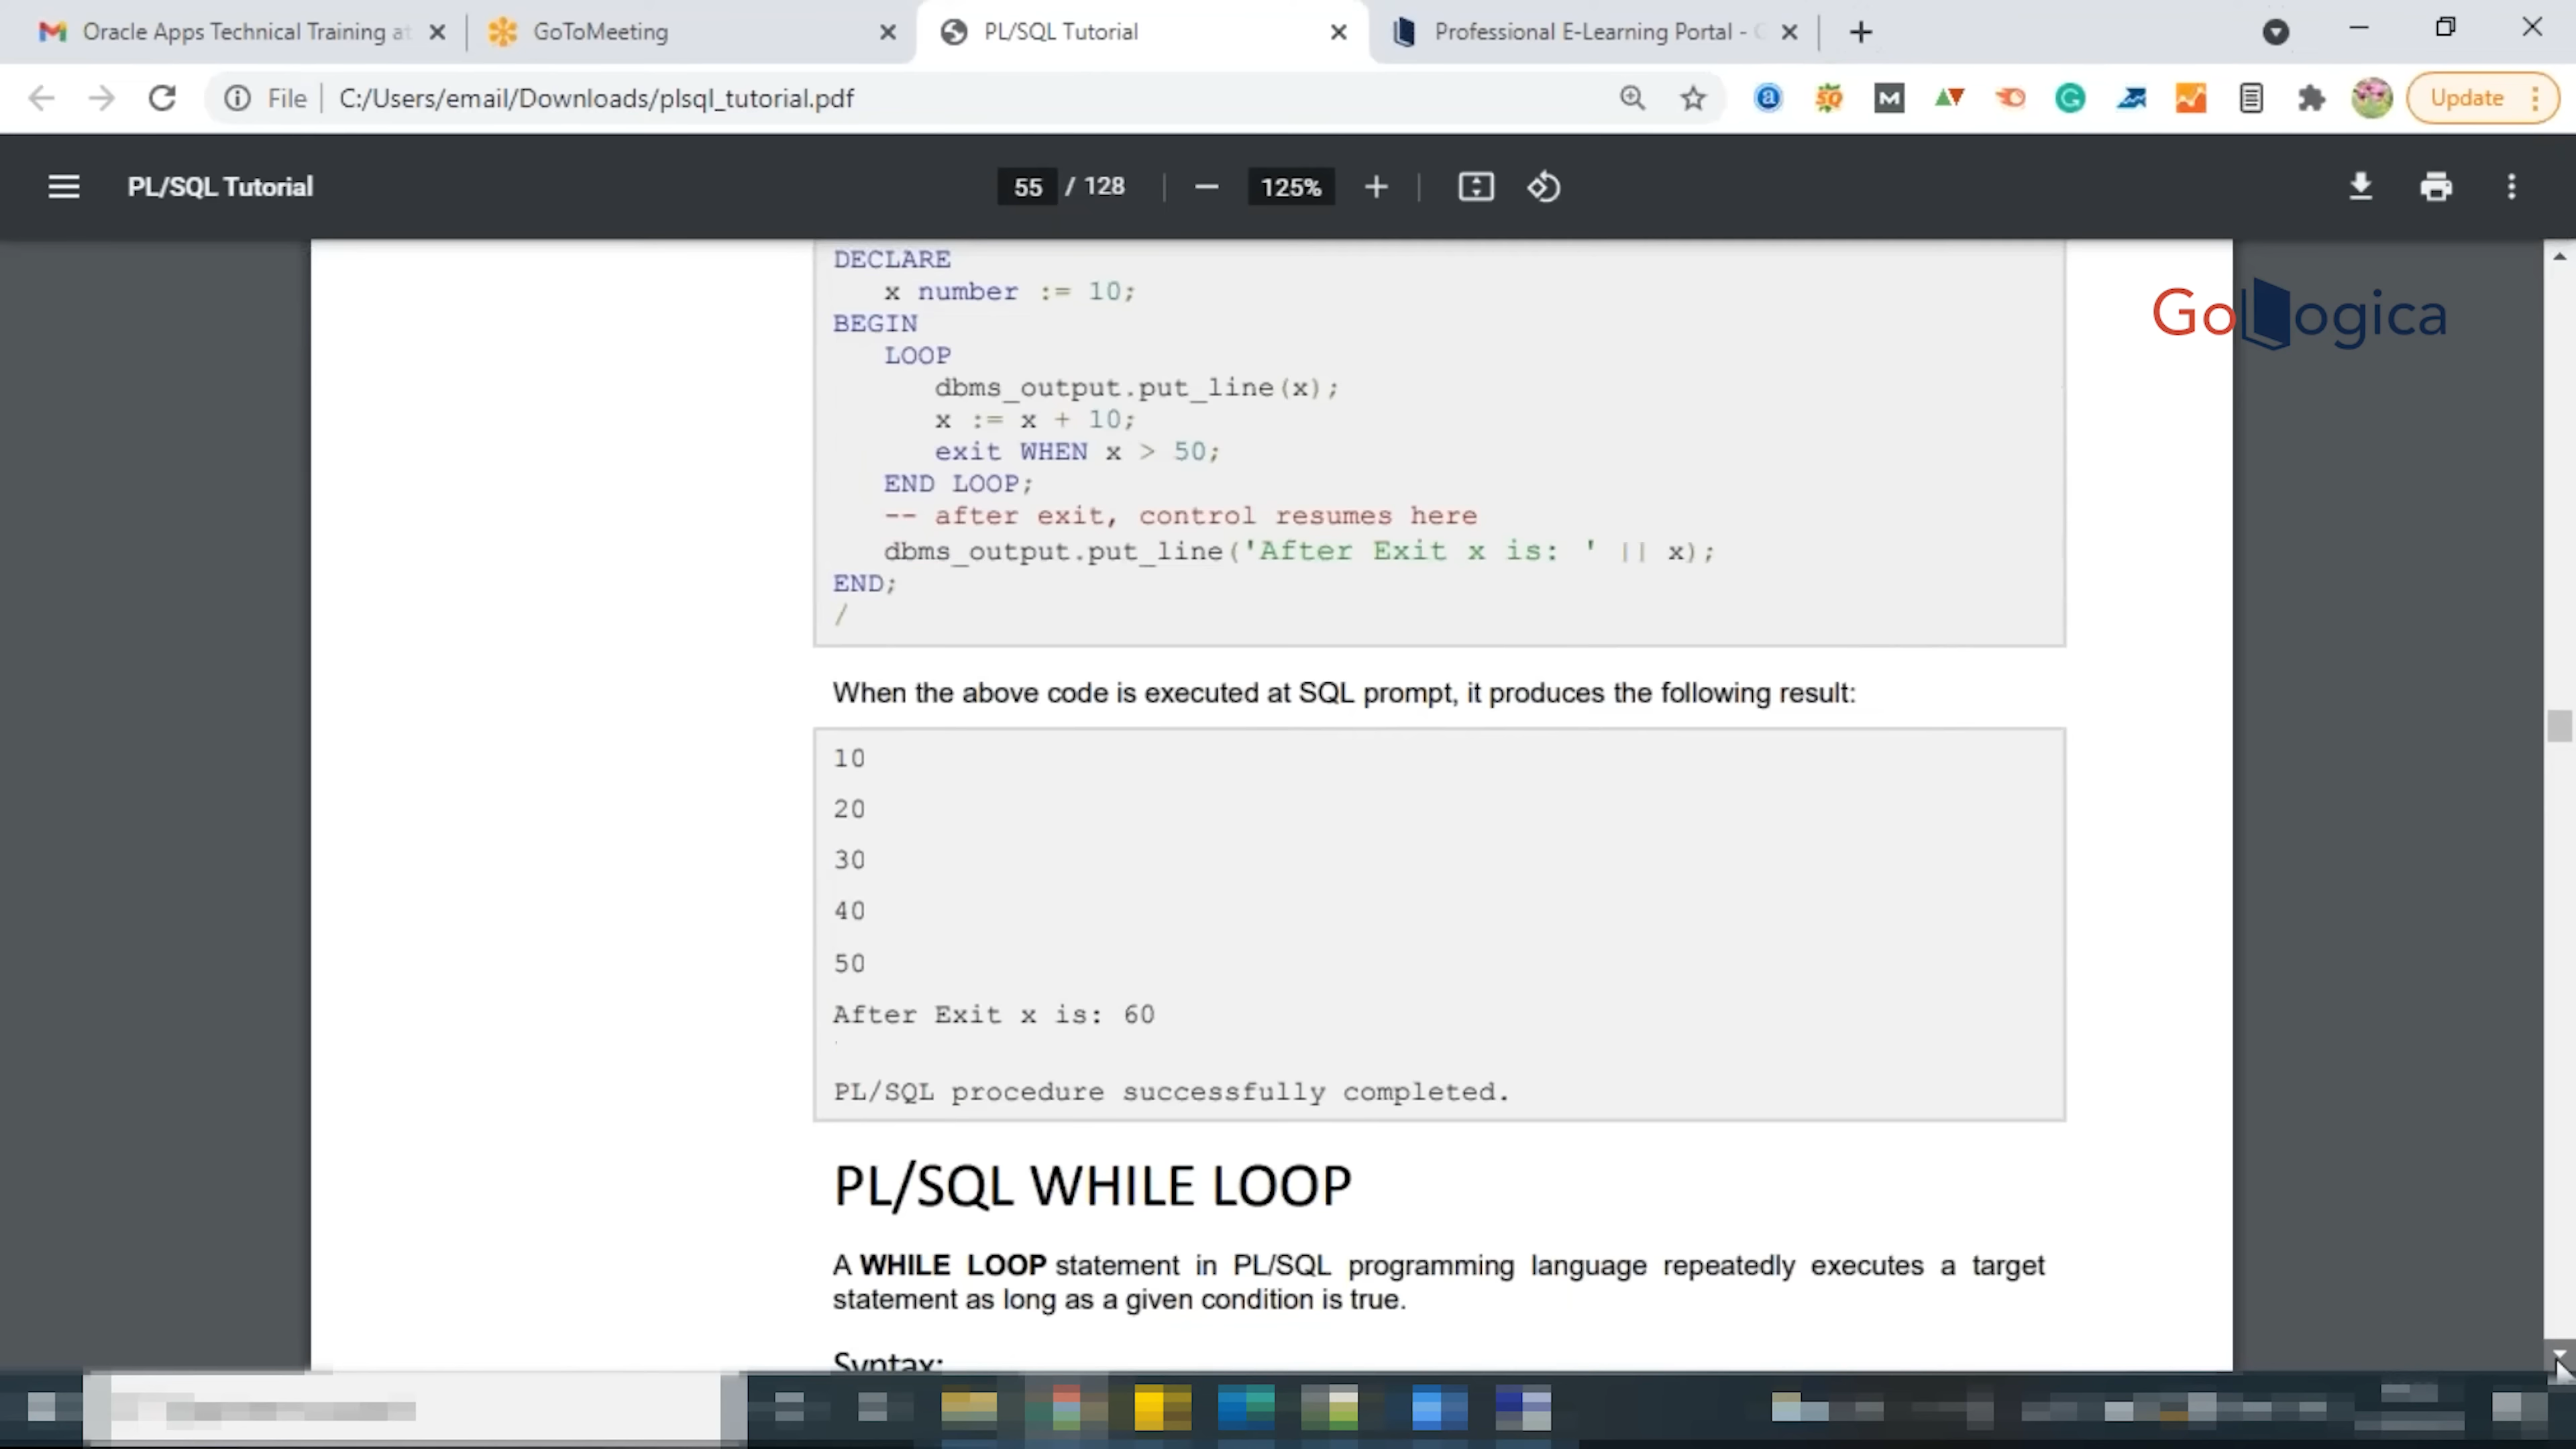 Oracle Apps Technical Training at
GoToMeeting
PL/SQL Tutorial
Professional E-Learning Portal -
File
C:/Users/email/Downloads/plsql_tutorial.pdf
Update
PL/SQL Tutorial
55 / 128
125%
GoLogica
DECLARE
x number := 10;
BEGIN
LOOP
dbms_output.put_line(x);
x := x + 10;
exit WHEN x > 50;
END LOOP;
-- after exit, control resumes here
dbms_output.put_line('After Exit x is: ' || x);
END;
/
When the above code is executed at SQL prompt, it produces the following result:
10
20
30
40
50
After Exit x is: 60
PL/SQL procedure successfully completed.
PL/SQL WHILE LOOP
A WHILE LOOP statement in PL/SQL programming language repeatedly executes a target
statement as long as a given condition is true.
Syntax: